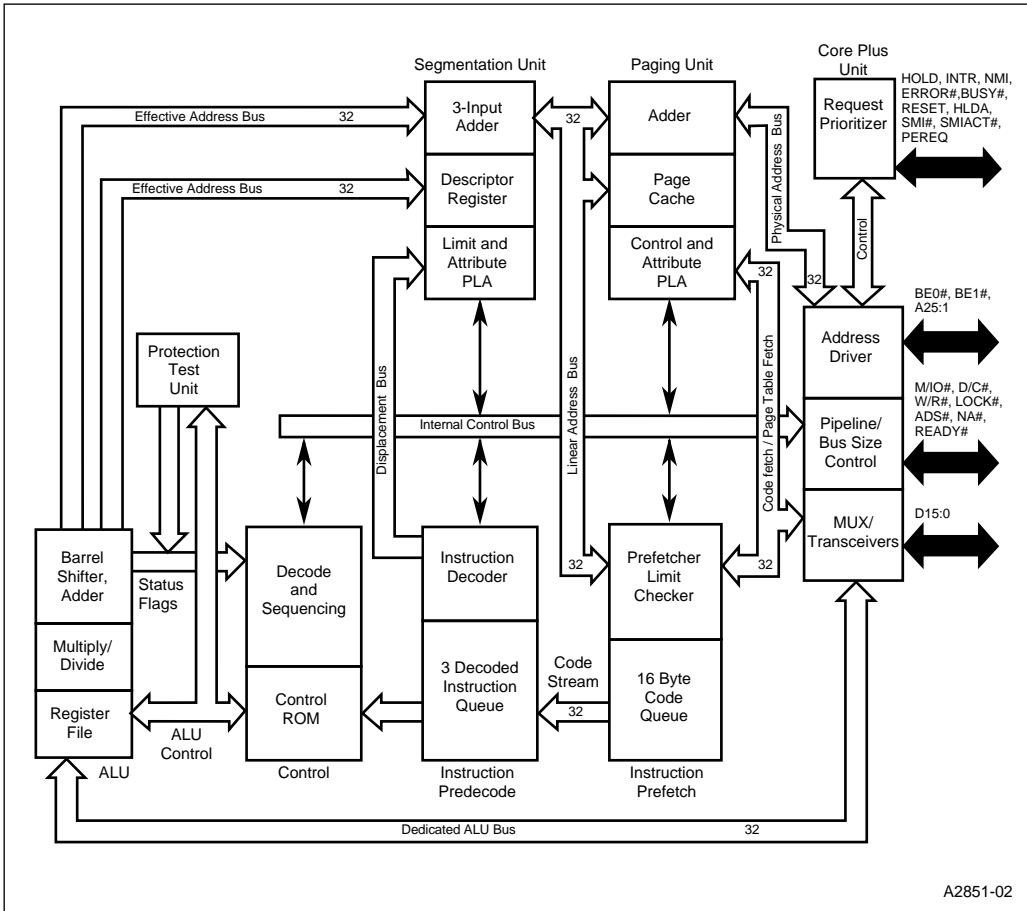 Segmentation Unit
Paging Unit
Core Plus
Unit
HOLD, INTR, NMI,
ERROR#,BUSY#,
RESET, HLDA,
SMI#, SMIACT#,
PEREQ
3-Input
Adder
Adder
Request
Prioritizer
Effective Address Bus
32
32
Effective Address Bus
32
Descriptor
Register
Page
Cache
Physical Address Bus
32
Control
Limit and
Attribute
PLA
Control and
Attribute
PLA
32
BE0#, BE1#,
A25:1
Address
Driver
Protection
Test
Unit
Displacement Bus
Linear Address Bus
Code fetch / Page Table Fetch
Internal Control Bus
M/IO#, D/C#,
W/R#, LOCK#,
ADS#, NA#,
READY#
Pipeline/
Bus Size
Control
D15:0
MUX/
Transceivers
Barrel
Shifter,
Adder
Status
Flags
Decode
and
Sequencing
Instruction
Decoder
32
Prefetcher
Limit
Checker
32
Multiply/
Divide
Register
File
ALU
Control
Control
ROM
3 Decoded
Instruction
Queue
Code
Stream
32
16 Byte
Code
Queue
ALU
Control
Instruction
Predecode
Instruction
Prefetch
Dedicated ALU Bus
32
A2851-02